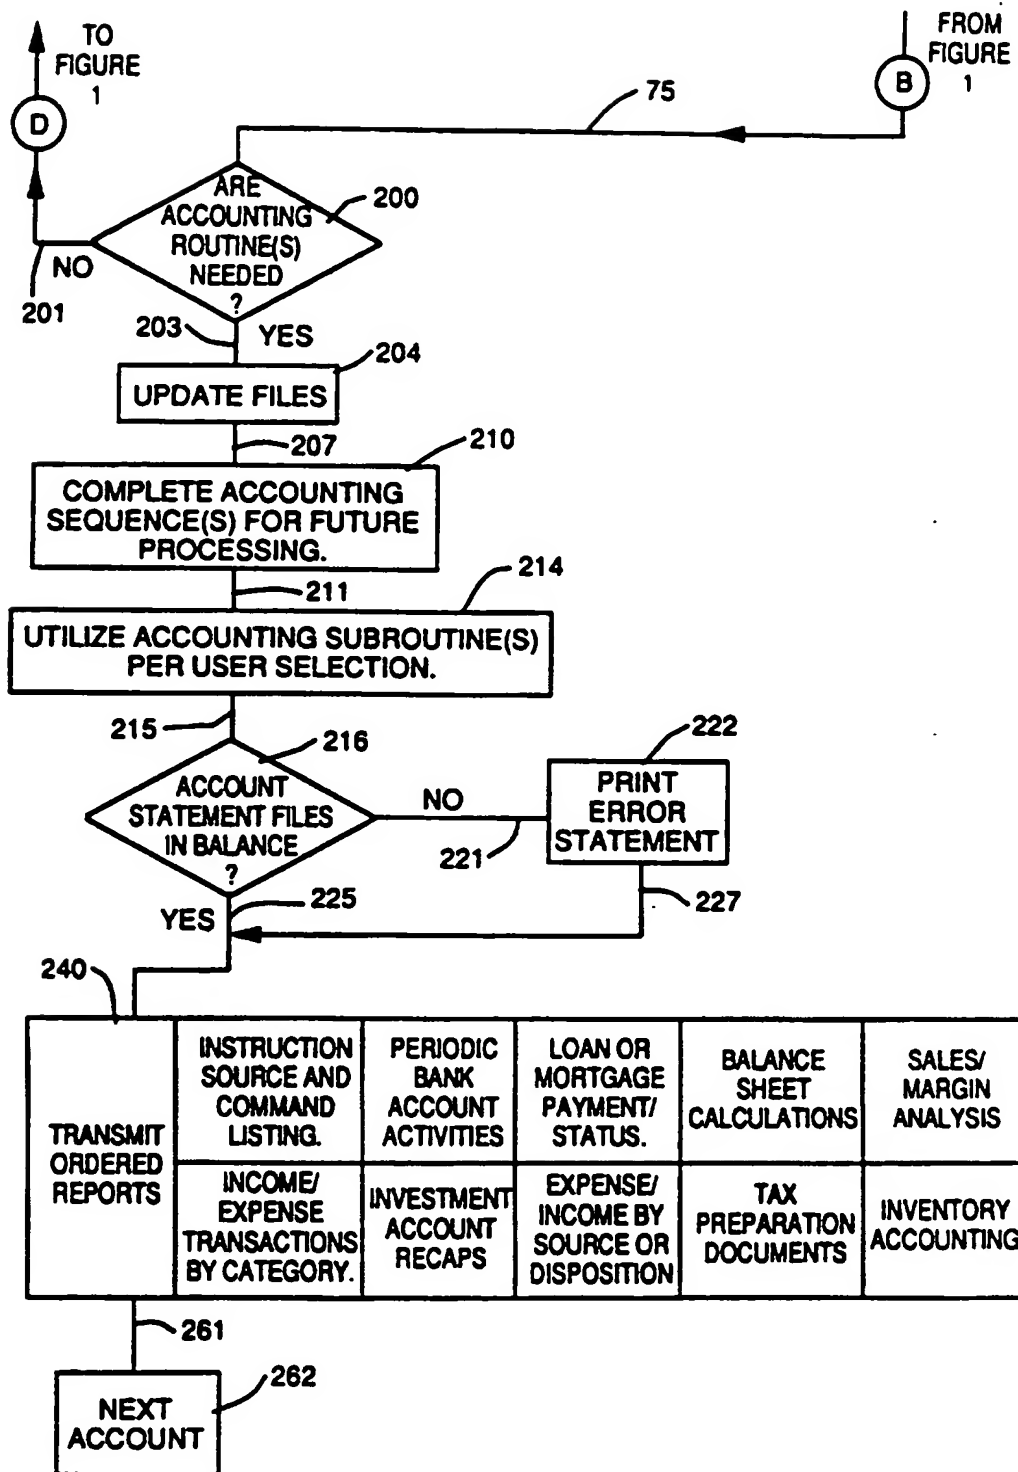 TO
FIGURE
1
D
FROM
FIGURE
1
B
75
ARE
ACCOUNTING
ROUTINE(S)
NEEDED
?
200
NO
201
203
YES
204
UPDATE FILES
207
210
COMPLETE ACCOUNTING
SEQUENCE(S) FOR FUTURE
PROCESSING.
211
214
UTILIZE ACCOUNTING SUBROUTINE(S)
PER USER SELECTION.
215
216
ACCOUNT
STATEMENT FILES
IN BALANCE
?
NO
221
222
PRINT
ERROR
STATEMENT
227
YES
225
240
TRANSMIT
ORDERED
REPORTS
INSTRUCTION
SOURCE AND
COMMAND
LISTING.
PERIODIC
BANK
ACCOUNT
ACTIVITIES
LOAN OR
MORTGAGE
PAYMENT/
STATUS.
BALANCE
SHEET
CALCULATIONS
SALES/
MARGIN
ANALYSIS
INCOME/
EXPENSE
TRANSACTIONS
BY CATEGORY.
INVESTMENT
ACCOUNT
RECAPS
EXPENSE/
INCOME BY
SOURCE OR
DISPOSITION
TAX
PREPARATION
DOCUMENTS
INVENTORY
ACCOUNTING
261
262
NEXT
ACCOUNT